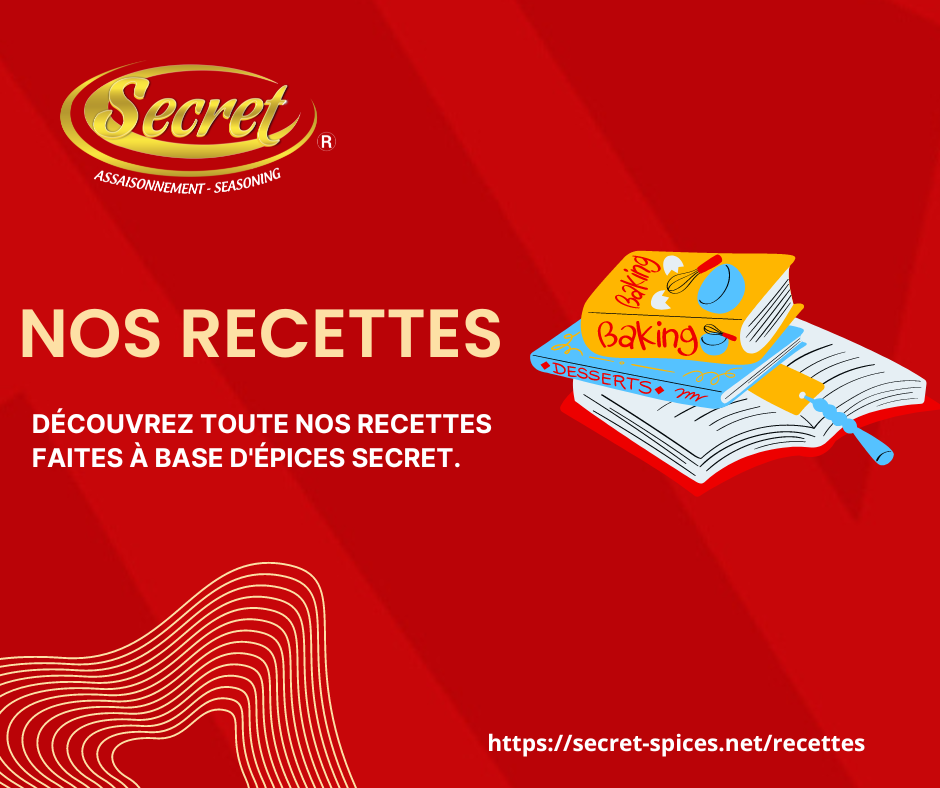 Secret
®
ASSAISONNEMENT - SEASONING
NOS RECETTES
DÉCOUVREZ TOUTE NOS RECETTES
FAITES À BASE D'ÉPICES SECRET.
Baking
Baking
DESSERTS
https://secret-spices.net/recettes